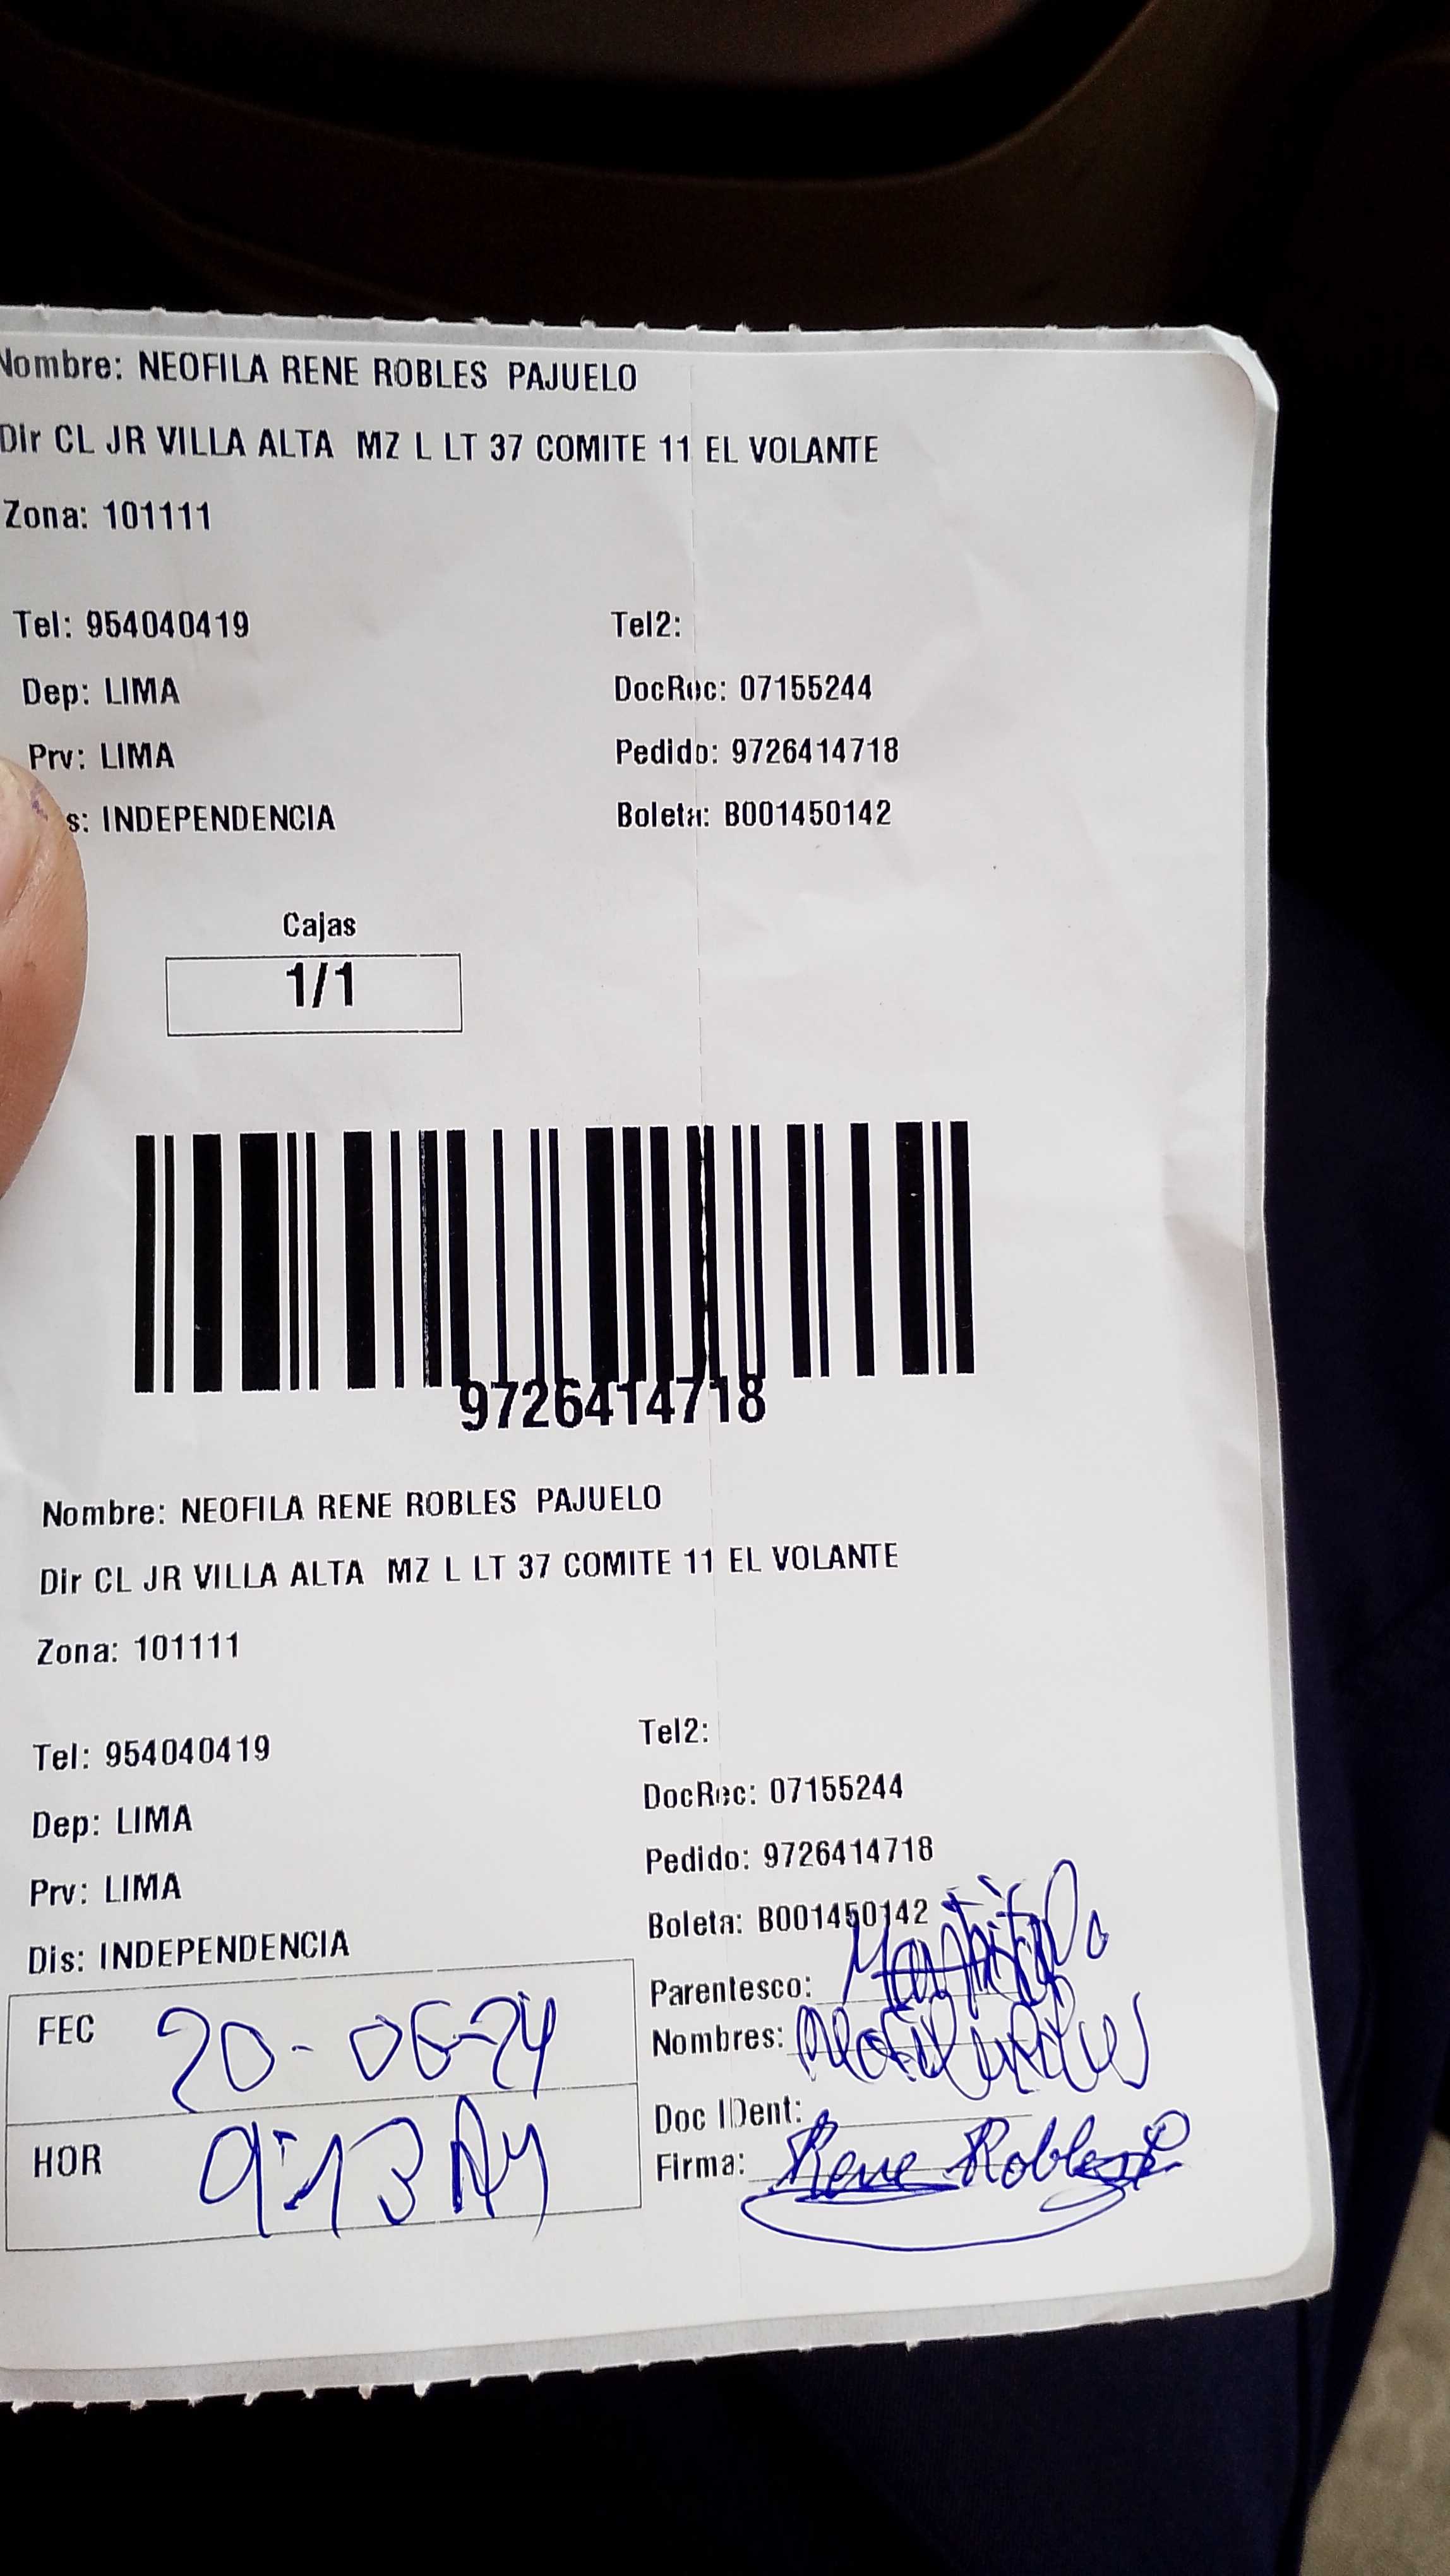 Nombre: NEOFILA RENE ROBLES PAJUELO
Dir CL JR VILLA ALTA MZ L LT 37 COMITE 11 EL VOLANTE
Zona: 101111
Tel: 954040419 Tel2:
Dep: LIMA DocRec: 07155244
Prv: LIMA Pedido: 9726414718
s: INDEPENDENCIA Boleta: B001450142
Cajas
1/1
9726414718
Nombre: NEOFILA RENE ROBLES PAJUELO
Dir CL JR VILLA ALTA MZ L LT 37 COMITE 11 EL VOLANTE
Zona: 101111
Tel: 954040419 Tel2:
Dep: LIMA DocRec: 07155244
Prv: LIMA Pedido: 9726414718
Dis: INDEPENDENCIA Boleta: B001450142
FEC 20-06-24 Parentesco:
Nombres:
HOR 9:13 Doc IDent:
Firma: Rene Robles P